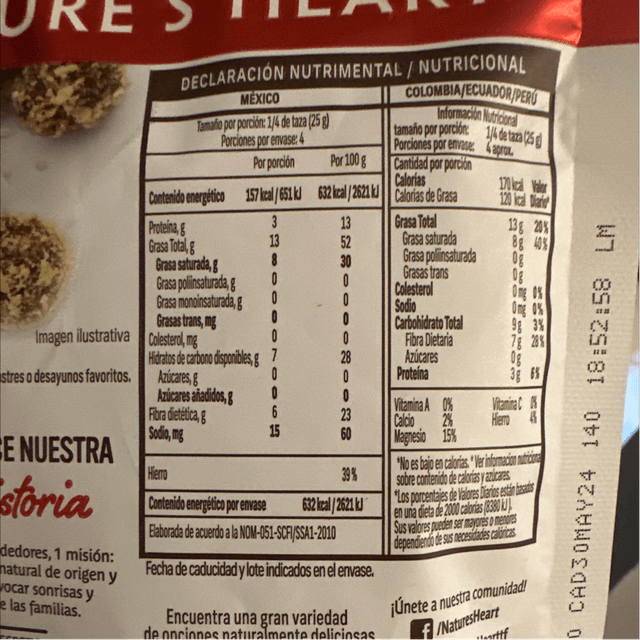 URE'S HEART
DECLARACIÓN NUTRIMENTAL / NUTRICIONAL
MÉXICO
Tamaño por porción: 1/4 de taza (25 g)
Porciones por envase: 4
Por porción Por 100 g
Contenido energético 157 kcal / 651 kJ 632 kcal / 2621 kJ
Proteína, g 3 13
Grasa Total, g 13 52
Grasa saturada, g 8 30
Grasa poliinsaturada, g 0 0
Grasa monoinsaturada, g 0 0
Grasas trans, mg 0 0
Colesterol, mg 0 0
Hidratos de carbono disponibles, g 7 28
Azúcares, g 0 0
Azúcares añadidos, g 0 0
Fibra dietética, g 6 23
Sodio, mg 15 60
Hierro 39%
Contenido energético por envase 632 kcal / 2621 kJ
Elaborada de acuerdo a la NOM-051-SCFI/SSA1-2010
Fecha de caducidad y lote indicados en el envase.
COLOMBIA/ECUADOR/PERÚ
Información Nutricional
tamaño por porción: 1/4 de taza (25 g)
Porciones por envase: 4 aprox.
Cantidad por porción
Calorías 170 kcal Valor
Calorías de Grasa 120 kcal Diario*
Grasa Total 13 g 20%
Grasa saturada 8 g 40%
Grasa poliinsaturada 0 g
Grasas trans 0 g
Colesterol 0 mg 0%
Sodio 0 mg 0%
Carbohidrato Total 9 g 3%
Fibra Dietaria 7 g 28%
Azúcares 0 g
Proteína 3 g 6%
Vitamina A 0% Vitamina C 0%
Calcio 2% Hierro 4%
Magnesio 15%
*No es bajo en calorías. *Ver información nutricional
sobre contenido de calorías y azúcares.
*Los porcentajes de Valores Diarios están basados
en una dieta de 2000 calorías (8380 kJ).
Sus valores pueden ser mayores o menores
dependiendo de sus necesidades calóricas.
Imagen ilustrativa
stres o desayunos favoritos.
CE NUESTRA
storia
dedores, 1 misión:
natural de origen y
vocar sonrisas y
e las familias.
Encuentra una gran variedad
de opciones naturalmente deliciosas
¡Únete a nuestra comunidad!
f /NaturesHeart
CAD30MAY24 140 18:52:58 LM